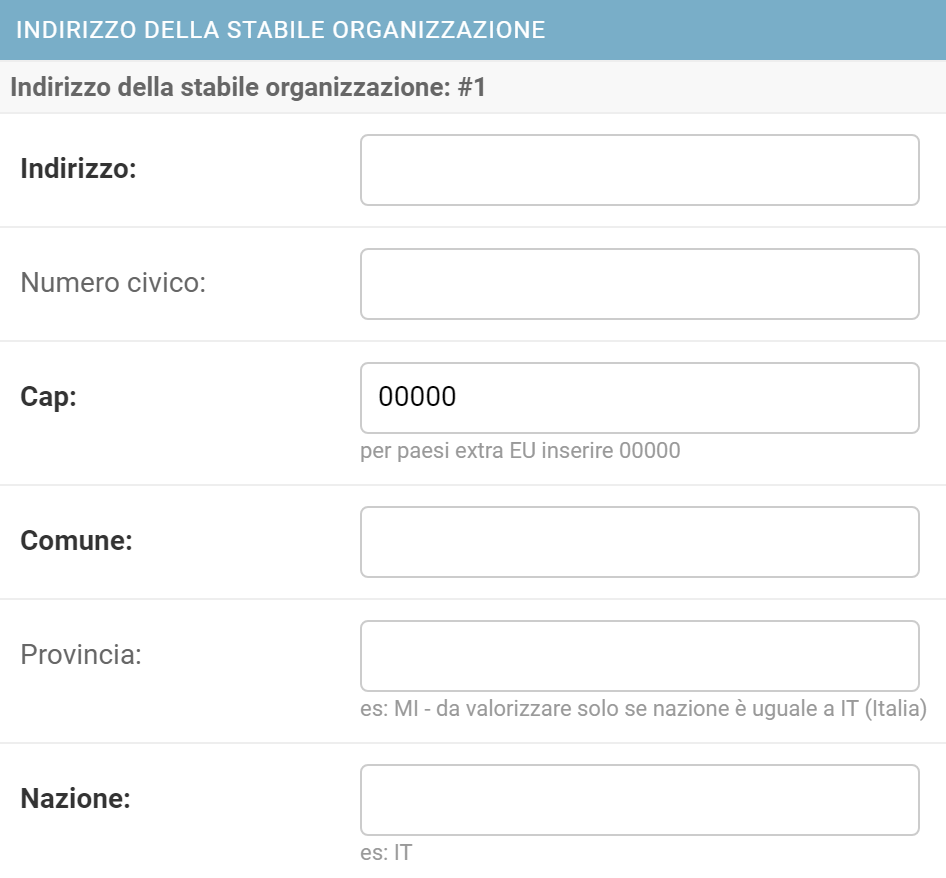 INDIRIZZO DELLA STABILE ORGANIZZAZIONE
Indirizzo della stabile organizzazione: #1
Indirizzo:
Numero civico:
Cap:
00000
per paesi extra EU inserire 00000
Comune:
Provincia:
es: MI - da valorizzare solo se nazione è uguale a IT (Italia)
Nazione:
es: IT